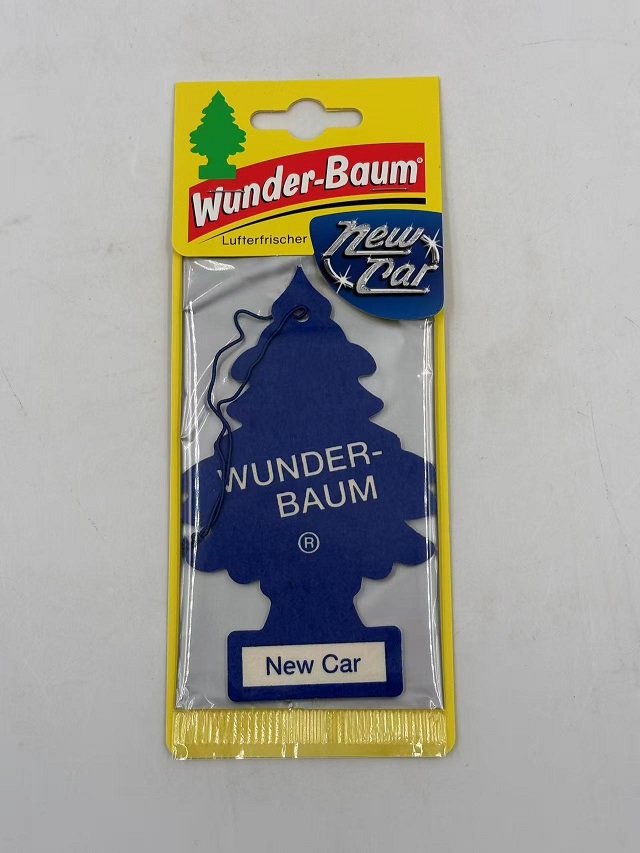 Wunder-Baum®
Lufterfrischer
New
Car
WUNDER-
BAUM
®
New Car